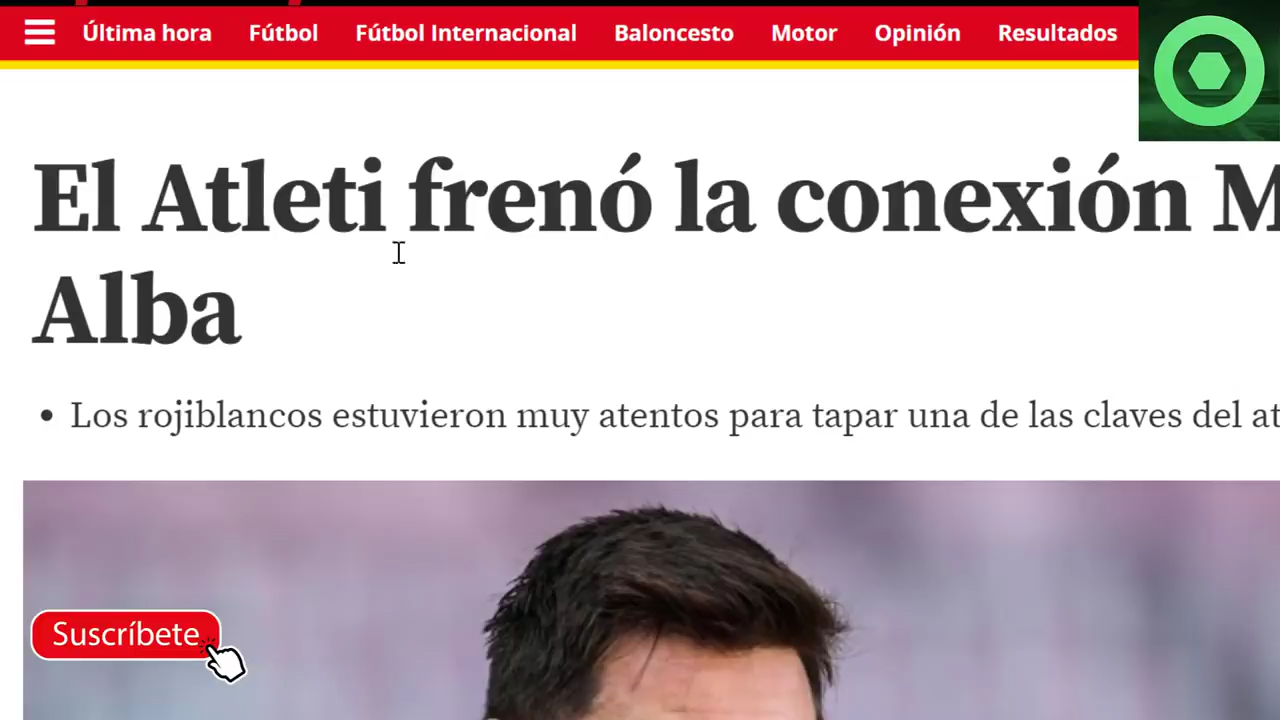 Última hora Fútbol Fútbol Internacional Baloncesto Motor Opinión Resultados
El Atleti frenó la conexión
Alba
• Los rojiblancos estuvieron muy atentos para tapar una de las claves del
Suscríbete